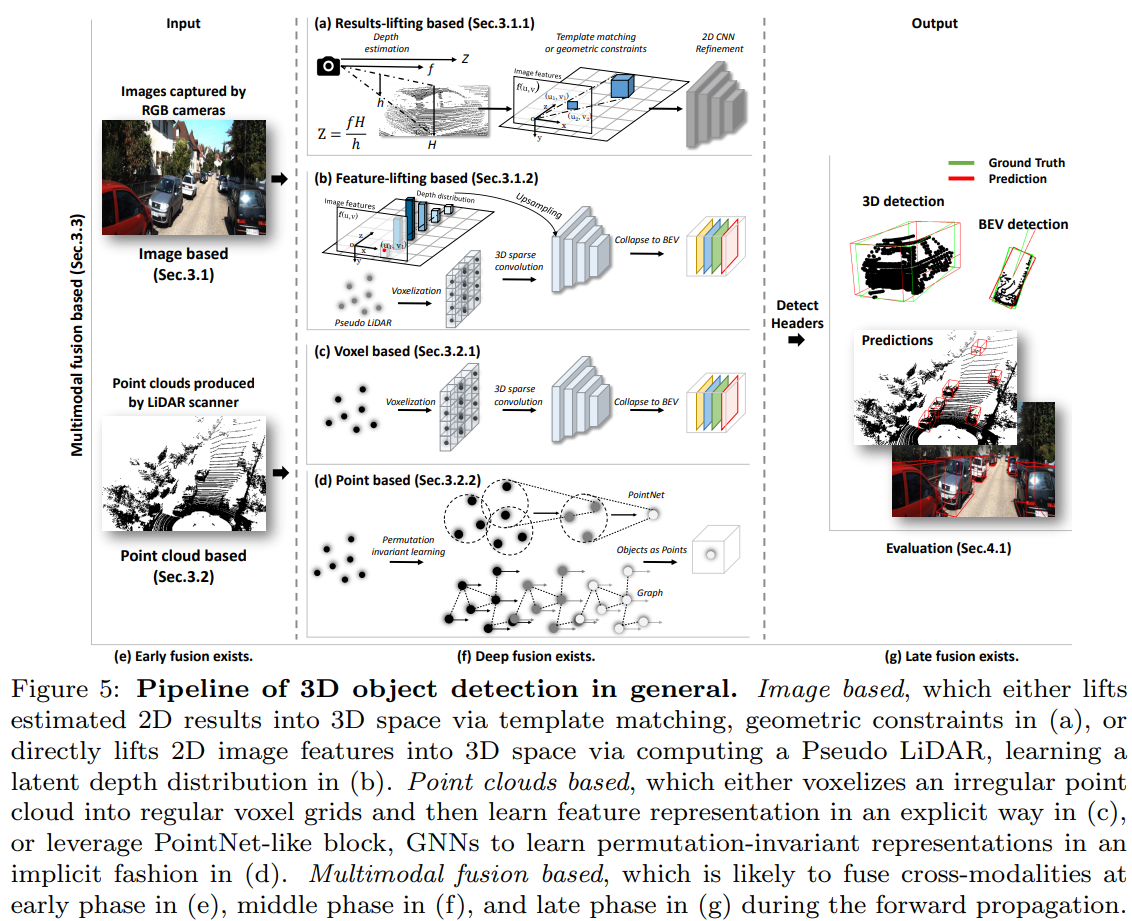 Input
Output
Multimodal fusion based (Sec.3.3)
Images captured by
RGB cameras
Image based
(Sec.3.1)
Point clouds produced
by LiDAR scanner
Point cloud based
(Sec.3.2)
(a) Results-lifting based (Sec.3.1.1)
Depth
estimation
Z
f
h
Z = fH
h
H
Template matching
or geometric constraints
Image features
f(u,v)
(u₁, v₁)
(u₂, v₂)
z
o
x
y
2D CNN
Refinement
(b) Feature-lifting based (Sec.3.1.2)
Depth distribution
Upsampling
Image features
f(u,v)
z
o
x
(u₁, v₁)
y
Pseudo LiDAR
Voxelization
3D sparse
convolution
Collapse to BEV
(c) Voxel based (Sec.3.2.1)
Voxelization
3D sparse
convolution
Collapse to BEV
(d) Point based (Sec.3.2.2)
PointNet
Permutation
invariant learning
Objects as Points
Graph
Detect
Headers
Ground Truth
Prediction
3D detection
BEV detection
Predictions
Evaluation (Sec.4.1)
(e) Early fusion exists.
(f) Deep fusion exists.
(g) Late fusion exists.
Figure 5: Pipeline of 3D object detection in general. Image based, which either lifts
estimated 2D results into 3D space via template matching, geometric constraints in (a), or
directly lifts 2D image features into 3D space via computing a Pseudo LiDAR, learning a
latent depth distribution in (b). Point clouds based, which either voxelizes an irregular point
cloud into regular voxel grids and then learn feature representation in an explicit way in (c),
or leverage PointNet-like block, GNNs to learn permutation-invariant representations in an
implicit fashion in (d). Multimodal fusion based, which is likely to fuse cross-modalities at
early phase in (e), middle phase in (f), and late phase in (g) during the forward propagation.